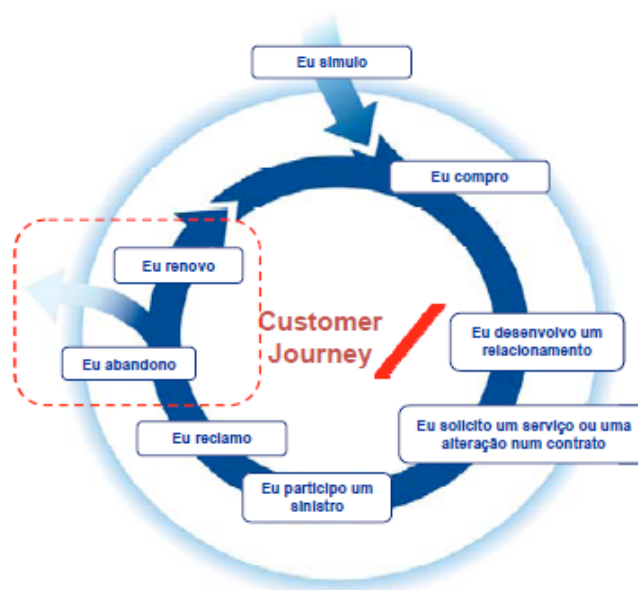 Eu simulo
Eu compro
Eu renovo
Customer
Journey
Eu desenvolvo um
relacionamento
Eu abandono
Eu solicito um serviço ou uma
alteração num contrato
Eu reclamo
Eu participo um
sinistro